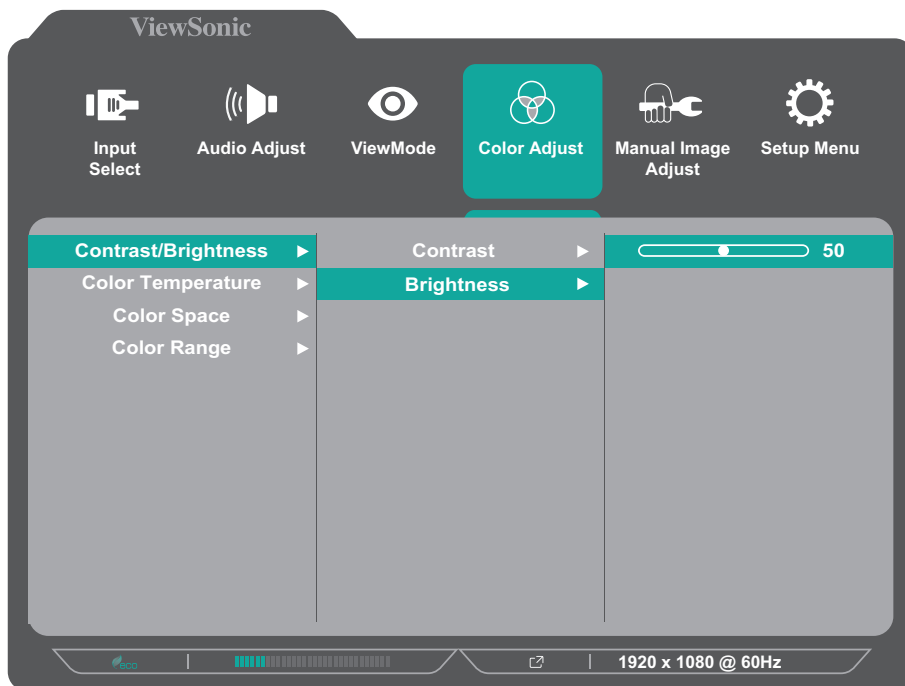 ViewSonic
Input
Select
Audio Adjust
ViewMode
Color Adjust
Manual Image
Adjust
Setup Menu
Contrast/Brightness
Color Temperature
Color Space
Color Range
Contrast
Brightness
50
eco
1920 x 1080 @ 60Hz